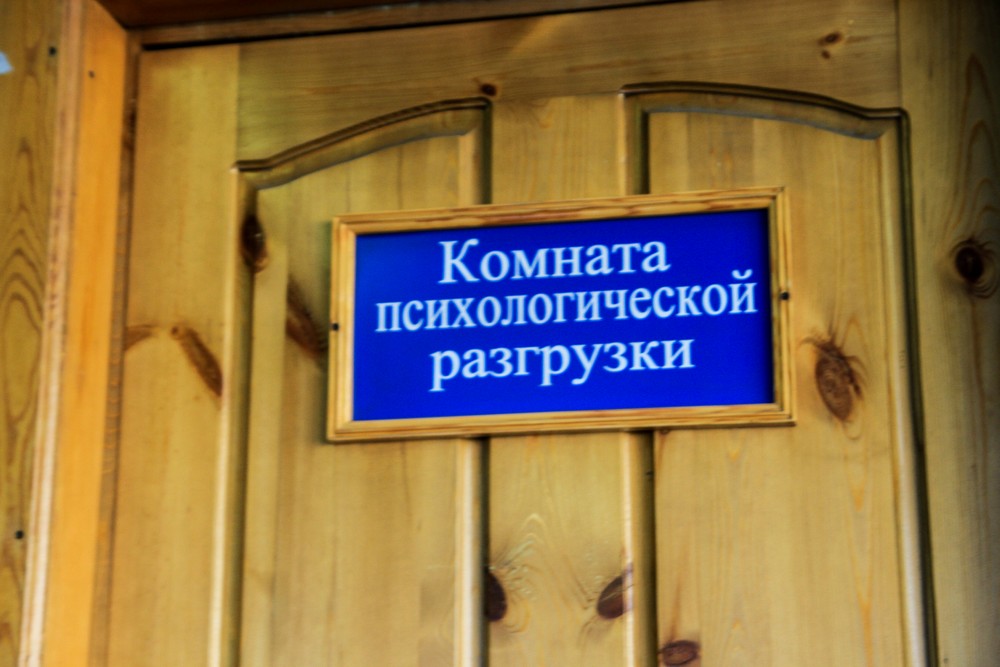 Комната
психологической
разгрузки